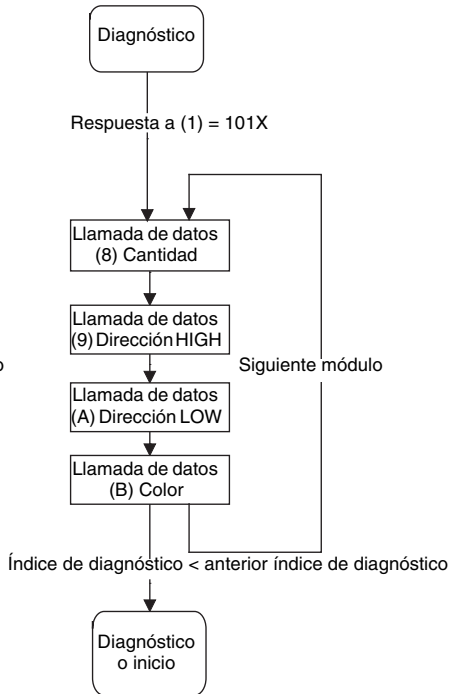 Diagnóstico
Respuesta a (1) = 101X
Llamada de datos
(8) Cantidad
Llamada de datos
(9) Dirección HIGH
o
Siguiente módulo
Llamada de datos
(A) Dirección LOW
Llamada de datos
(B) Color
Índice de diagnóstico < anterior índice de diagnóstico
Diagnóstico
o inicio